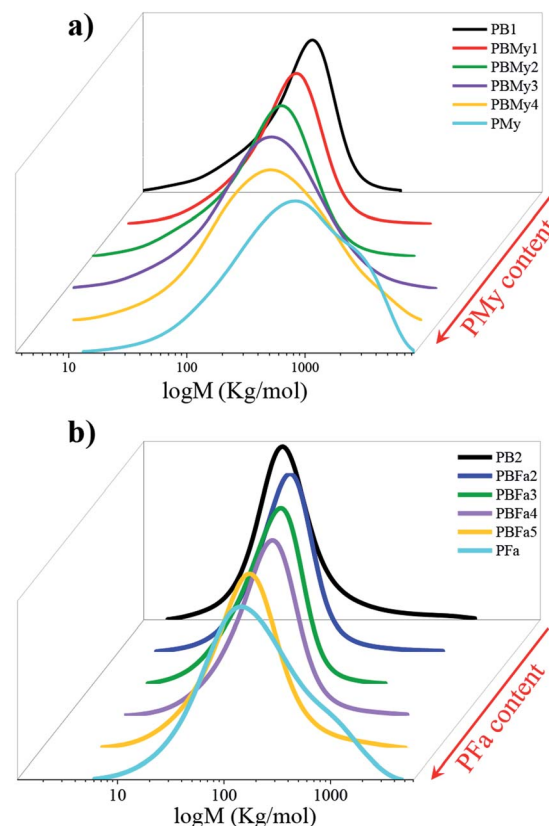 a)
PB1
PBMy1
PBMy2
PBMy3
PBMy4
PMy
PMy content
10 100 1000
logM (Kg/mol)
b)
PB2
PBFa2
PBFa3
PBFa4
PBFa5
PFa
PFa content
10 100 1000
logM (Kg/mol)